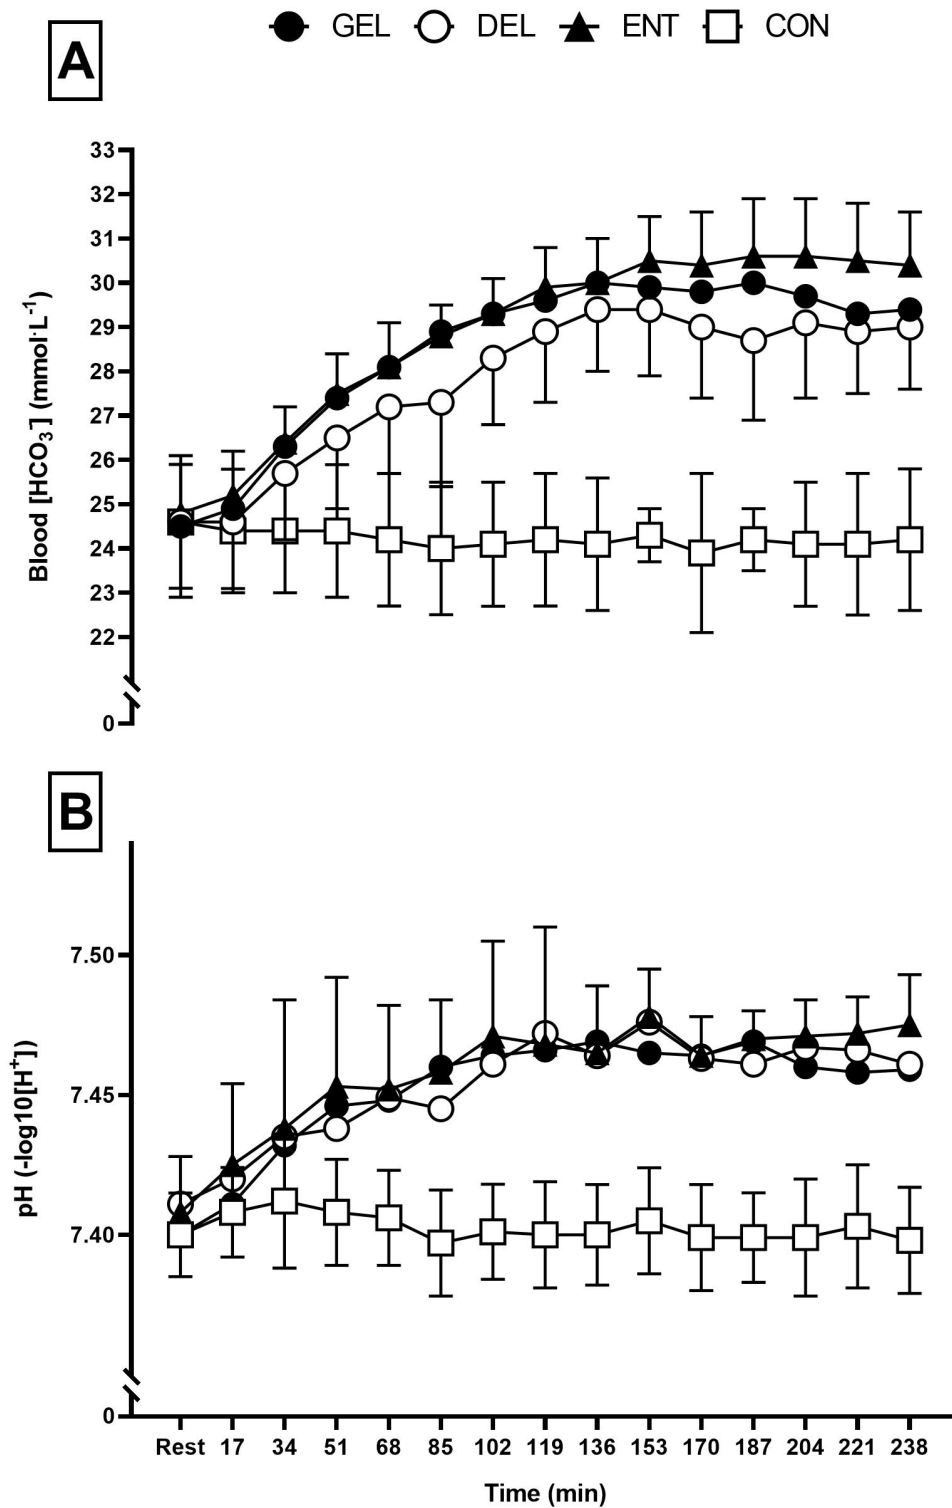 GEL DEL ENT CON
A
33
32
31
30
29
28
27
26
25
24
23
22
0
Blood [HCO3-] (mmol·L-1)
B
7.50
7.45
7.40
0
pH (-log10[H+])
Rest 17 34 51 68 85 102 119 136 153 170 187 204 221 238
Time (min)